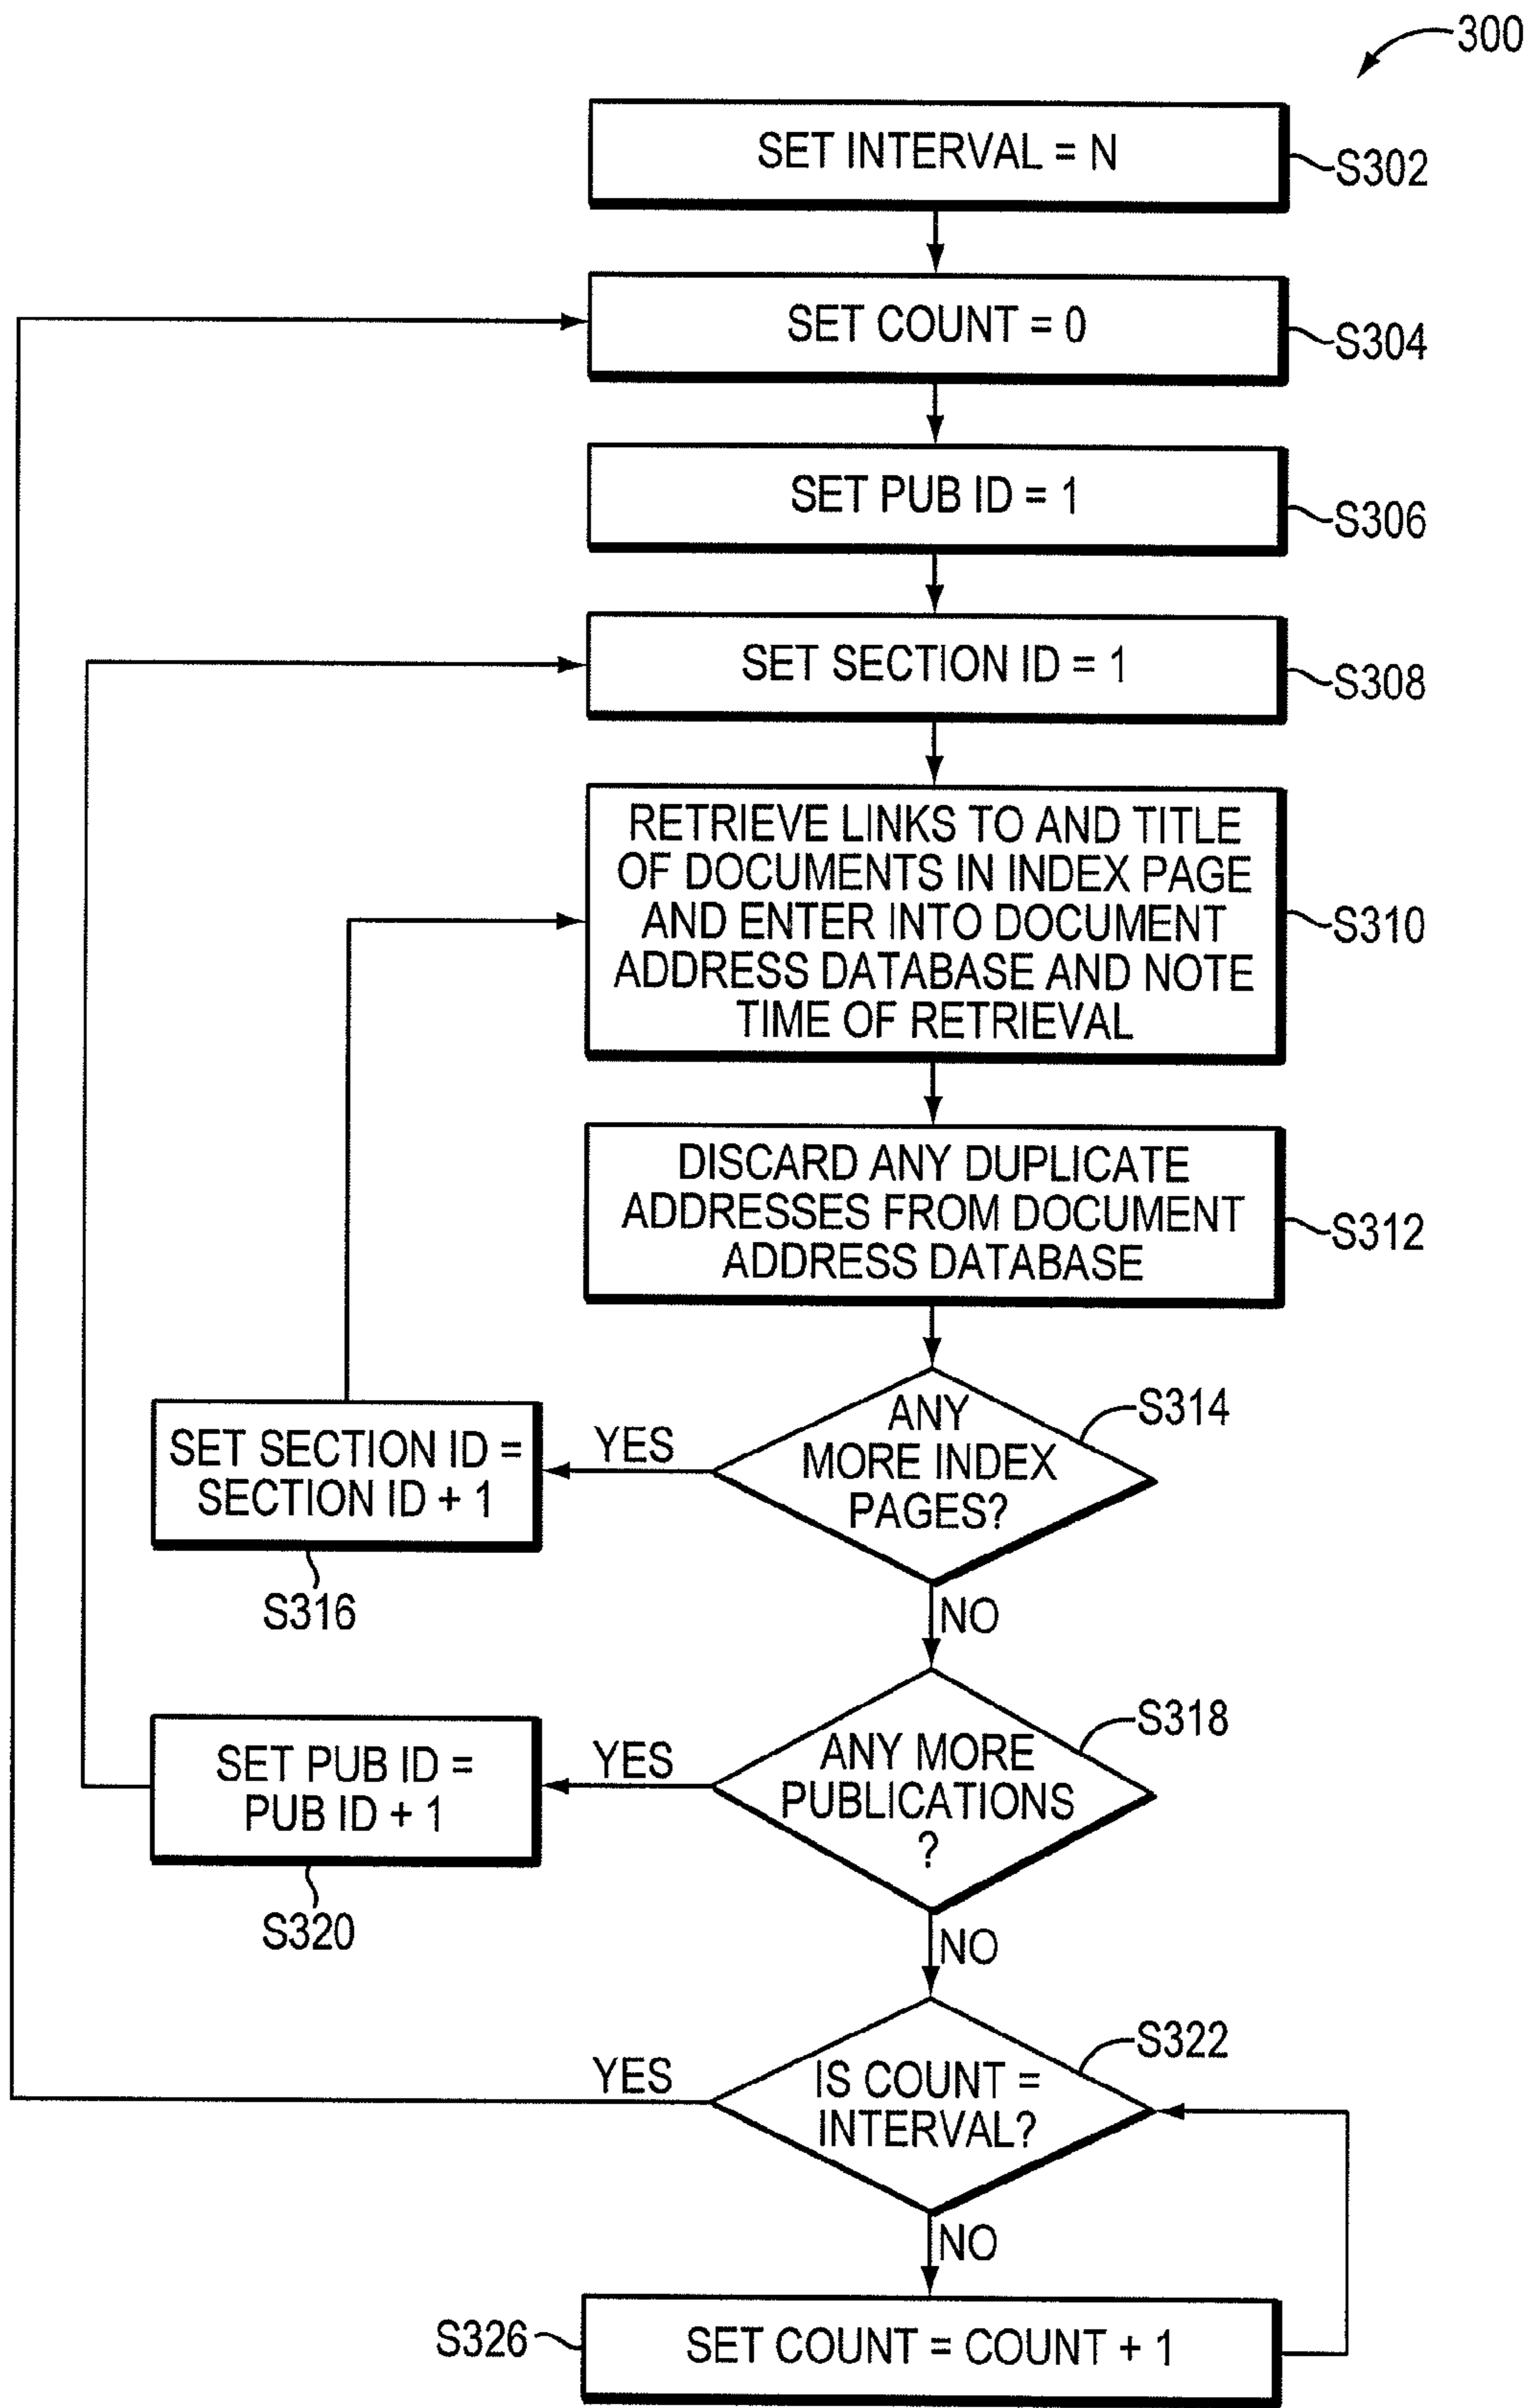 300
SET INTERVAL = N
S302
SET COUNT = 0
S304
SET PUB ID = 1
S306
SET SECTION ID = 1
S308
RETRIEVE LINKS TO AND TITLE
OF DOCUMENTS IN INDEX PAGE
AND ENTER INTO DOCUMENT
ADDRESS DATABASE AND NOTE
TIME OF RETRIEVAL
S310
DISCARD ANY DUPLICATE
ADDRESSES FROM DOCUMENT
ADDRESS DATABASE
S312
ANY
MORE INDEX
PAGES?
S314
YES
SET SECTION ID =
SECTION ID + 1
S316
NO
ANY MORE
PUBLICATIONS
?
S318
YES
SET PUB ID =
PUB ID + 1
S320
NO
IS COUNT =
INTERVAL?
S322
YES
NO
SET COUNT = COUNT + 1
S326